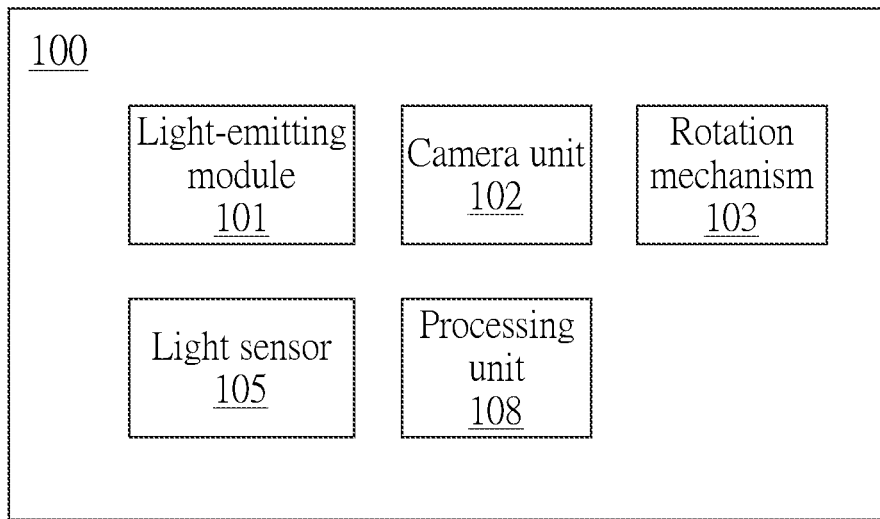 100
Light-emitting
module
101
Camera unit
102
Rotation
mechanism
103
Light sensor
105
Processing
unit
108